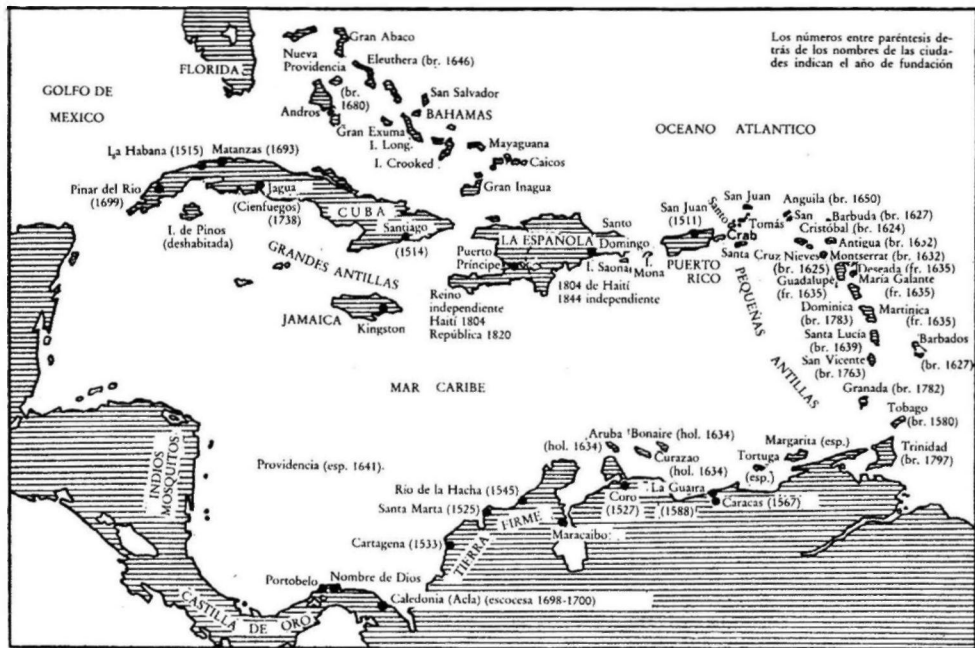 Los números entre paréntesis de-
trás de los nombres de las ciuda-
des indican el año de fundación
Gran Abaco
Nueva
Providencia
(br.
1680)
Eleuthera (br. 1646)
FLORIDA
GOLFO DE
MEXICO
San Salvador
BAHAMAS
Andros
Gran Exuma
I. Long.
I. Crooked
OCEANO ATLANTICO
La Habana (1515)
Matanzas (1693)
Mayaguana
Caicos
Gran Inagua
Pinar del Rio
(1699)
Jagua
(Cienfuegos)
(1738)
CUBA
I. de Pinos
(deshabitada)
Santiago
(1514)
GRANDES ANTILLAS
JAMAICA
Kingston
Puerto
Príncipe
LA ESPAÑOLA
Santo
Domingo
I. Saona
Mona
Reino
independiente
Haití 1804
República 1820
1804 de Haití
1844 independiente
San Juan
(1511)
PUERTO
RICO
San Juan
Santo
Tomás
Crab
Santa
Cruz
Anguila (br. 1650)
San
Cristóbal
Barbuda (br. 1627)
(br. 1624)
Antigua (br. 1632)
Nieves
(br. 1625)
Montserrat (br. 1632)
Deseada (fr. 1635)
Guadalupe
(fr. 1635)
María Galante
(fr. 1635)
Dominica
(br. 1783)
Martinica
(fr. 1635)
Santa Lucía
(br. 1639)
Barbados
(br. 1627)
San Vicente
(br. 1763)
Granada (br. 1782)
PEQUEÑAS
ANTILLAS
MAR CARIBE
Tobago
(br. 1580)
Trinidad
(br. 1797)
Margarita (esp.)
Tortuga
(esp.)
Aruba
(hol. 1634)
Bonaire (hol. 1634)
Curazao
(hol. 1634)
INDIOS
MOSQUITOS
Providencia (esp. 1641)
Río de la Hacha (1545)
Santa Marta (1525)
Coro
(1527)
La Guaira
(1588)
Caracas (1567)
Maracaibo
TIERRA FIRME
Cartagena (1533)
Portobelo
Nombre de Dios
Caledonia (Acla) (escocesa 1698-1700)
CASTILLA DE ORO